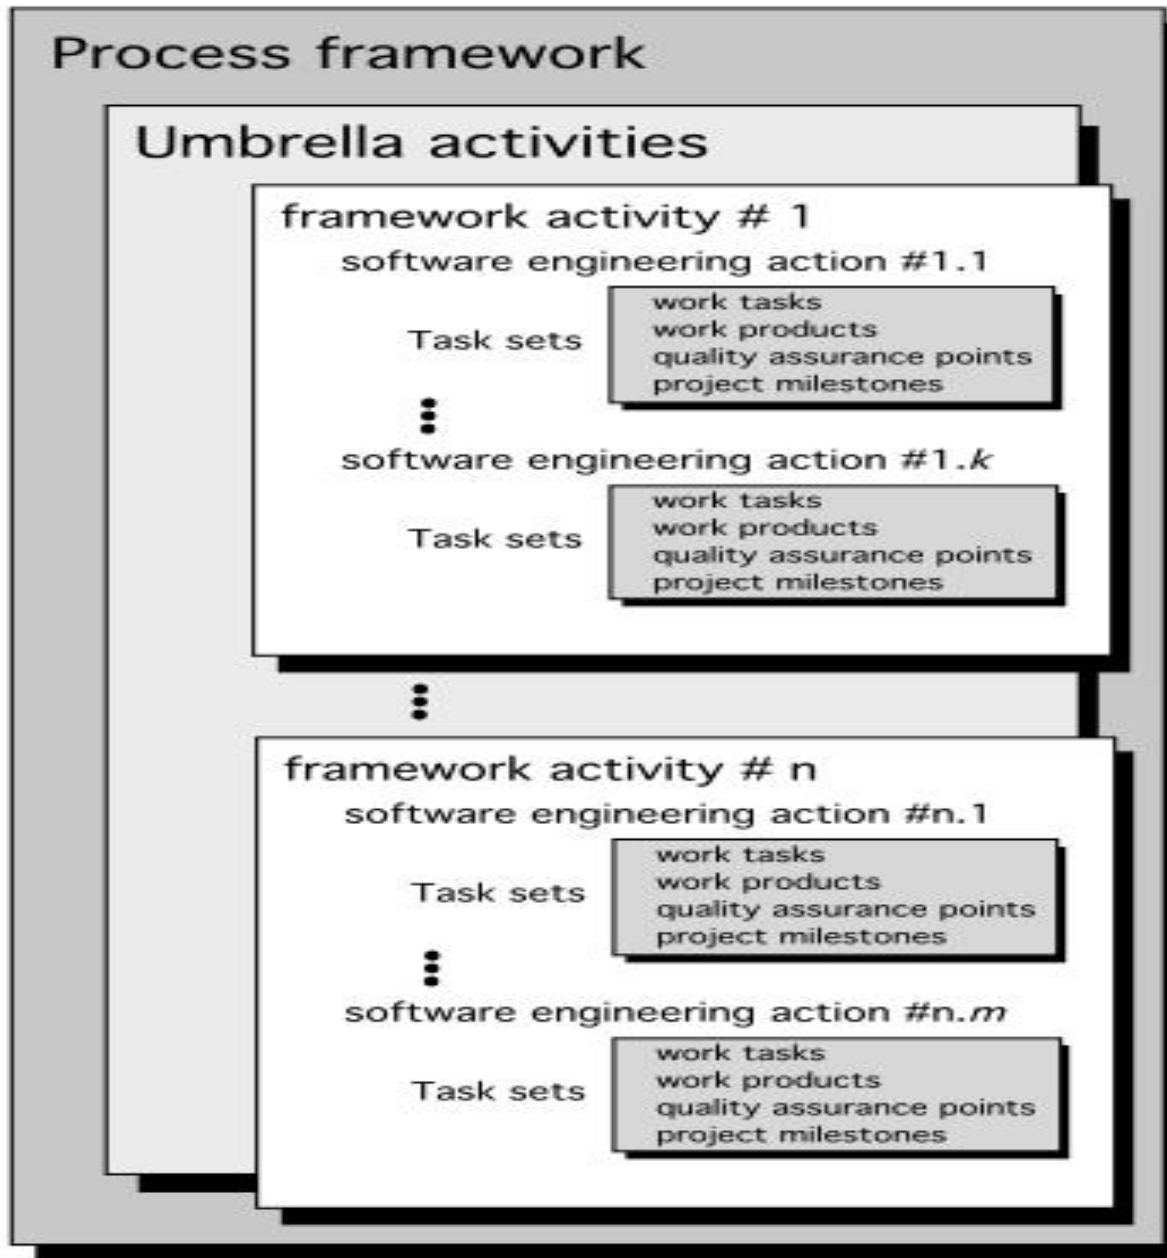 Process framework
Umbrella activities
framework activity # 1
software engineering action #1.1
Task sets
work tasks
work products
quality assurance points
project milestones
software engineering action #1.k
Task sets
work tasks
work products
quality assurance points
project milestones
framework activity # n
software engineering action #n.1
Task sets
work tasks
work products
quality assurance points
project milestones
software engineering action #n.m
Task sets
work tasks
work products
quality assurance points
project milestones